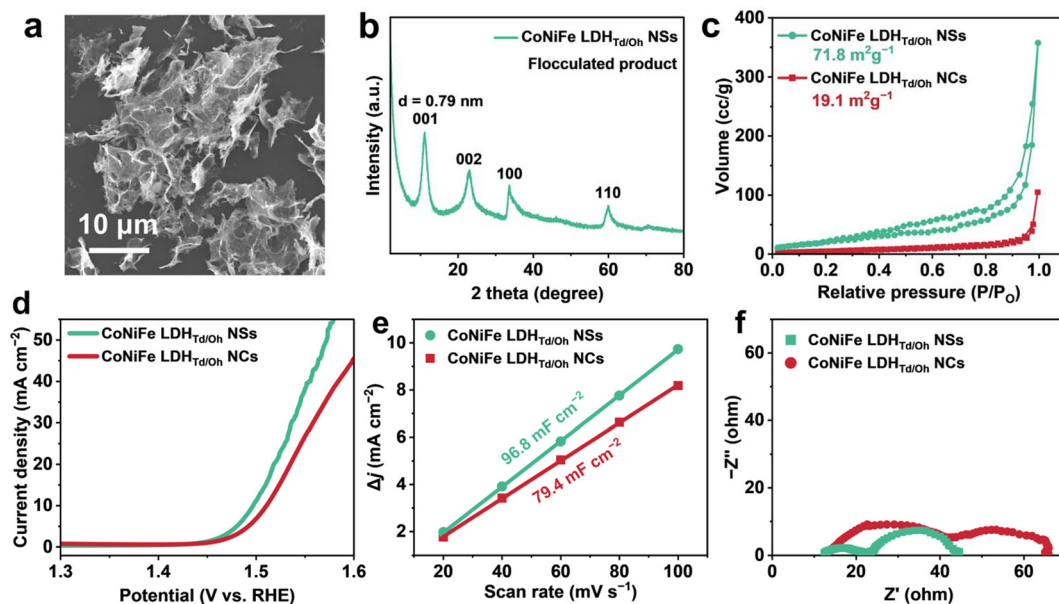 a
10 μm
b
CoNiFe LDHTd/Oh NSs
Flocculated product
d = 0.79 nm
001
002
100
110
Intensity (a.u.)
20 40 60 80
2 theta (degree)
c
CoNiFe LDHTd/Oh NSs
71.8 m²g⁻¹
CoNiFe LDHTd/Oh NCs
19.1 m²g⁻¹
Volume (cc/g)
400
300
200
100
0
0.0 0.2 0.4 0.6 0.8 1.0
Relative pressure (P/PO)
d
CoNiFe LDHTd/Oh NSs
CoNiFe LDHTd/Oh NCs
Current density (mA cm⁻²)
50
40
30
20
10
0
1.3 1.4 1.5 1.6
Potential (V vs. RHE)
e
CoNiFe LDHTd/Oh NSs
CoNiFe LDHTd/Oh NCs
96.8 mF cm⁻²
79.4 mF cm⁻²
Δj (mA cm⁻²)
10
8
6
4
2
20 40 60 80 100
Scan rate (mV s⁻¹)
f
CoNiFe LDHTd/Oh NSs
CoNiFe LDHTd/Oh NCs
−Z'' (ohm)
60
40
20
0
0 20 40 60
Z' (ohm)